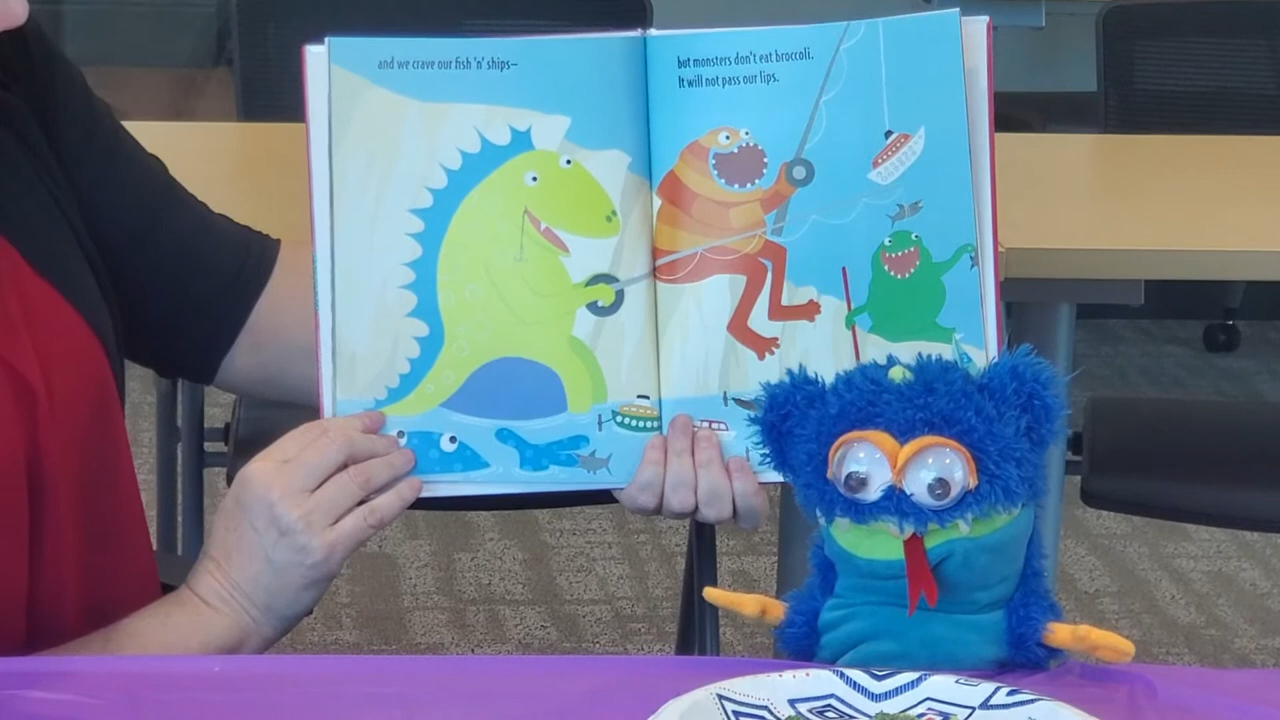 and we crave our fish 'n' ships—
but monsters don't eat broccoli.
It will not pass our lips.